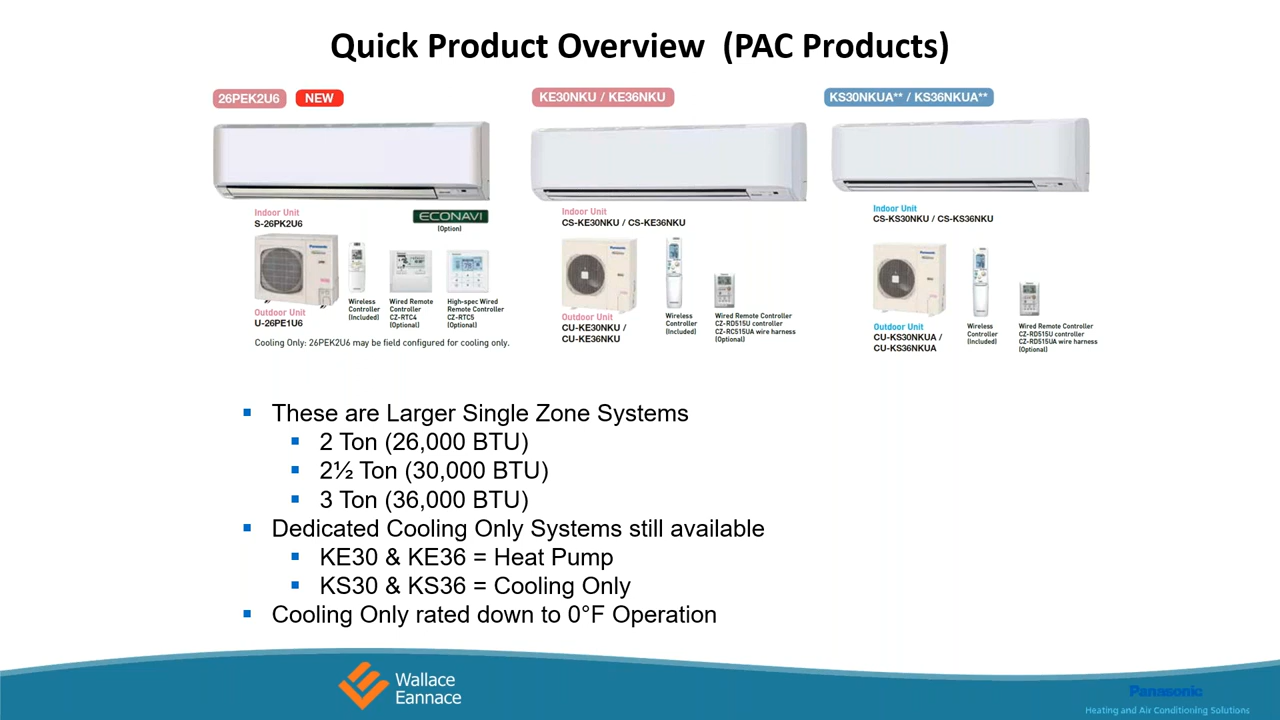 Quick Product Overview (PAC Products)
26PEK2U6
NEW
Indoor Unit
S-26PK2U6
ECONAVI
(Option)
Wireless
Controller
(Included)
Wired Remote
Controller
CZ-RTC4
(Optional)
High-spec Wired
Remote Controller
CZ-RTC5
(Optional)
Outdoor Unit
U-26PE1U6
Cooling Only: 26PEK2U6 may be field configured for cooling only.
KE30NKU / KE36NKU
Indoor Unit
CS-KE30NKU / CS-KE36NKU
Outdoor Unit
CU-KE30NKU /
CU-KE36NKU
Wireless
Controller
(Included)
Wired Remote Controller
CZ-RD515U controller
CZ-RC515UA wire harness
(Optional)
KS30NKUA** / KS36NKUA**
Indoor Unit
CS-KS30NKU / CS-KS36NKU
Outdoor Unit
CU-KS30NKUA /
CU-KS36NKUA
Wireless
Controller
(Included)
Wired Remote Controller
CZ-RD515U controller
CZ-RD515UA wire harness
(Optional)
These are Larger Single Zone Systems
2 Ton (26,000 BTU)
2½ Ton (30,000 BTU)
3 Ton (36,000 BTU)
Dedicated Cooling Only Systems still available
KE30 & KE36 = Heat Pump
KS30 & KS36 = Cooling Only
Cooling Only rated down to 0°F Operation
Wallace
Eannace
Panasonic
Heating and Air Conditioning Solutions